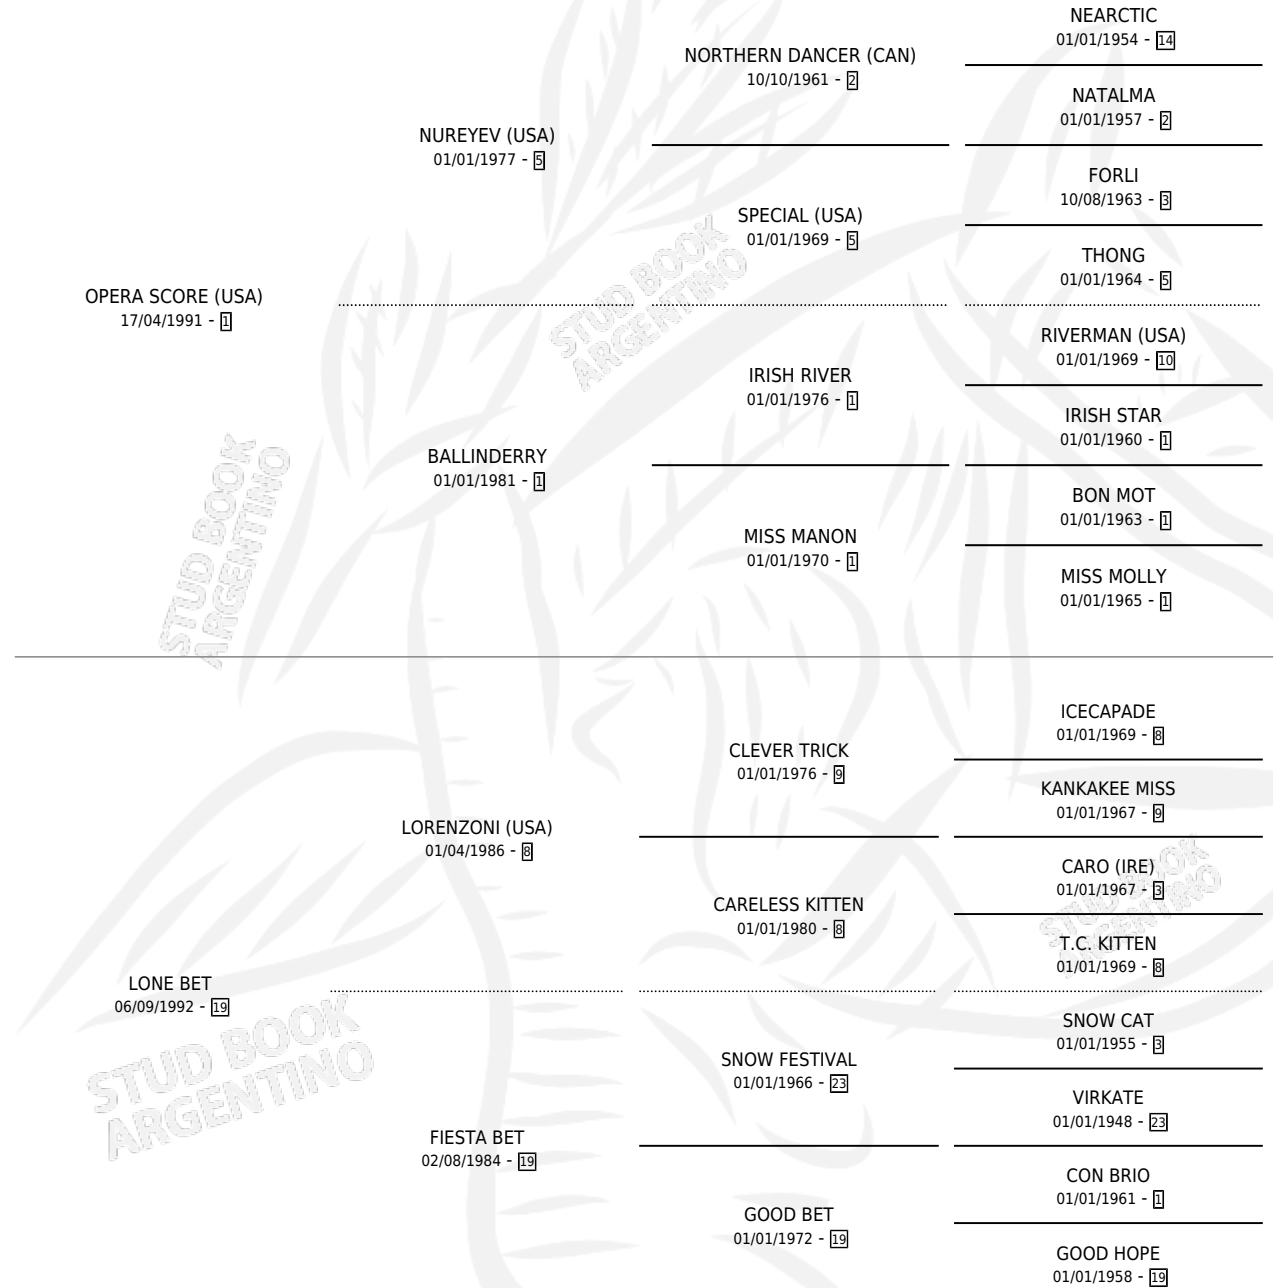 NEARCTIC
01/01/1954 - 14
NORTHERN DANCER (CAN)
10/10/1961 - 2
NATALMA
01/01/1957 - 2
NUREYEV (USA)
01/01/1977 - 5
FORLI
10/08/1963 - 3
SPECIAL (USA)
01/01/1969 - 5
THONG
01/01/1964 - 5
OPERA SCORE (USA)
17/04/1991 - 1
RIVERMAN (USA)
01/01/1969 - 10
IRISH RIVER
01/01/1976 - 1
IRISH STAR
01/01/1960 - 1
BALLINDERRY
01/01/1981 - 1
BON MOT
01/01/1963 - 1
MISS MANON
01/01/1970 - 1
MISS MOLLY
01/01/1965 - 1
ICECAPADE
01/01/1969 - 8
CLEVER TRICK
01/01/1976 - 9
KANKAKEE MISS
01/01/1967 - 9
LORENZONI (USA)
01/04/1986 - 8
CARO (IRE)
01/01/1967 - 3
CARELESS KITTEN
01/01/1980 - 8
T.C. KITTEN
01/01/1969 - 8
LONE BET
06/09/1992 - 19
SNOW CAT
01/01/1955 - 3
SNOW FESTIVAL
01/01/1966 - 23
VIRKATE
01/01/1948 - 23
FIESTA BET
02/08/1984 - 19
CON BRIO
01/01/1961 - 1
GOOD BET
01/01/1972 - 19
GOOD HOPE
01/01/1958 - 19
STUD BOOK
ARGENTINO
STUD BOOK
ARGENTINO
STUD BOOK
ARGENTINO
STUD BOOK
ARGENTINO